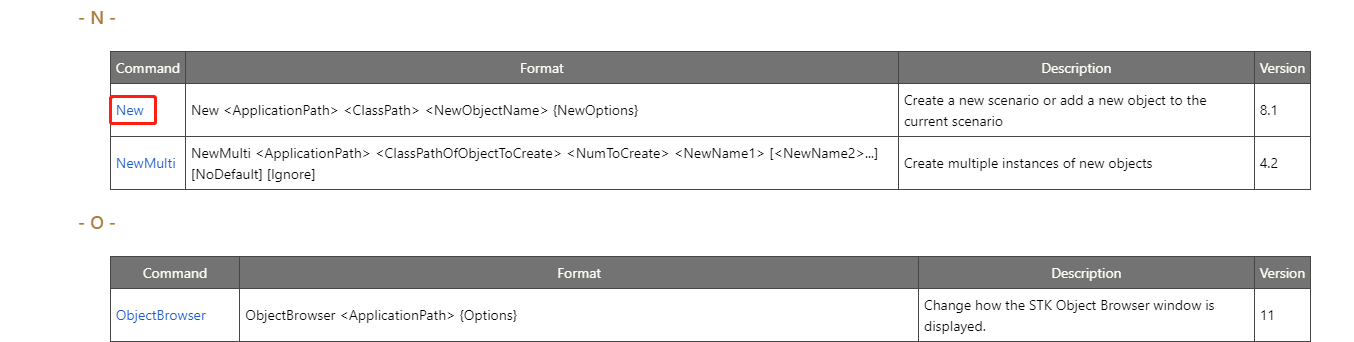 - N -
Command Format Description Version
New New <ApplicationPath> <ClassPath> <NewObjectName> {NewOptions} Create a new scenario or add a new object to the current scenario 8.1
NewMulti NewMulti <ApplicationPath> <ClassPathOfObjectToCreate> <NumToCreate> <NewName1> [<NewName2>...] [NoDefault] [Ignore] Create multiple instances of new objects 4.2
- O -
Command Format Description Version
ObjectBrowser ObjectBrowser <ApplicationPath> {Options} Change how the STK Object Browser window is displayed. 11